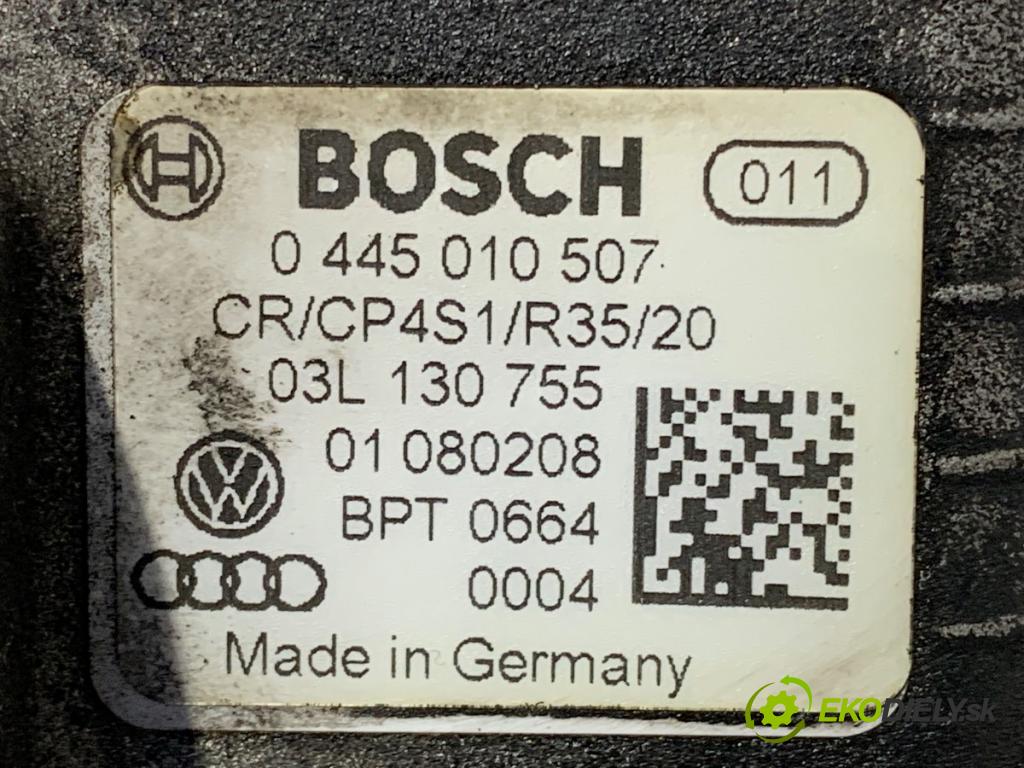 BOSCH 011
0 445 010 507
CR/CP4S1/R35/20
03L 130 755
01 080208
BPT 0664
0004
Made in Germany
EKODIELY.sk